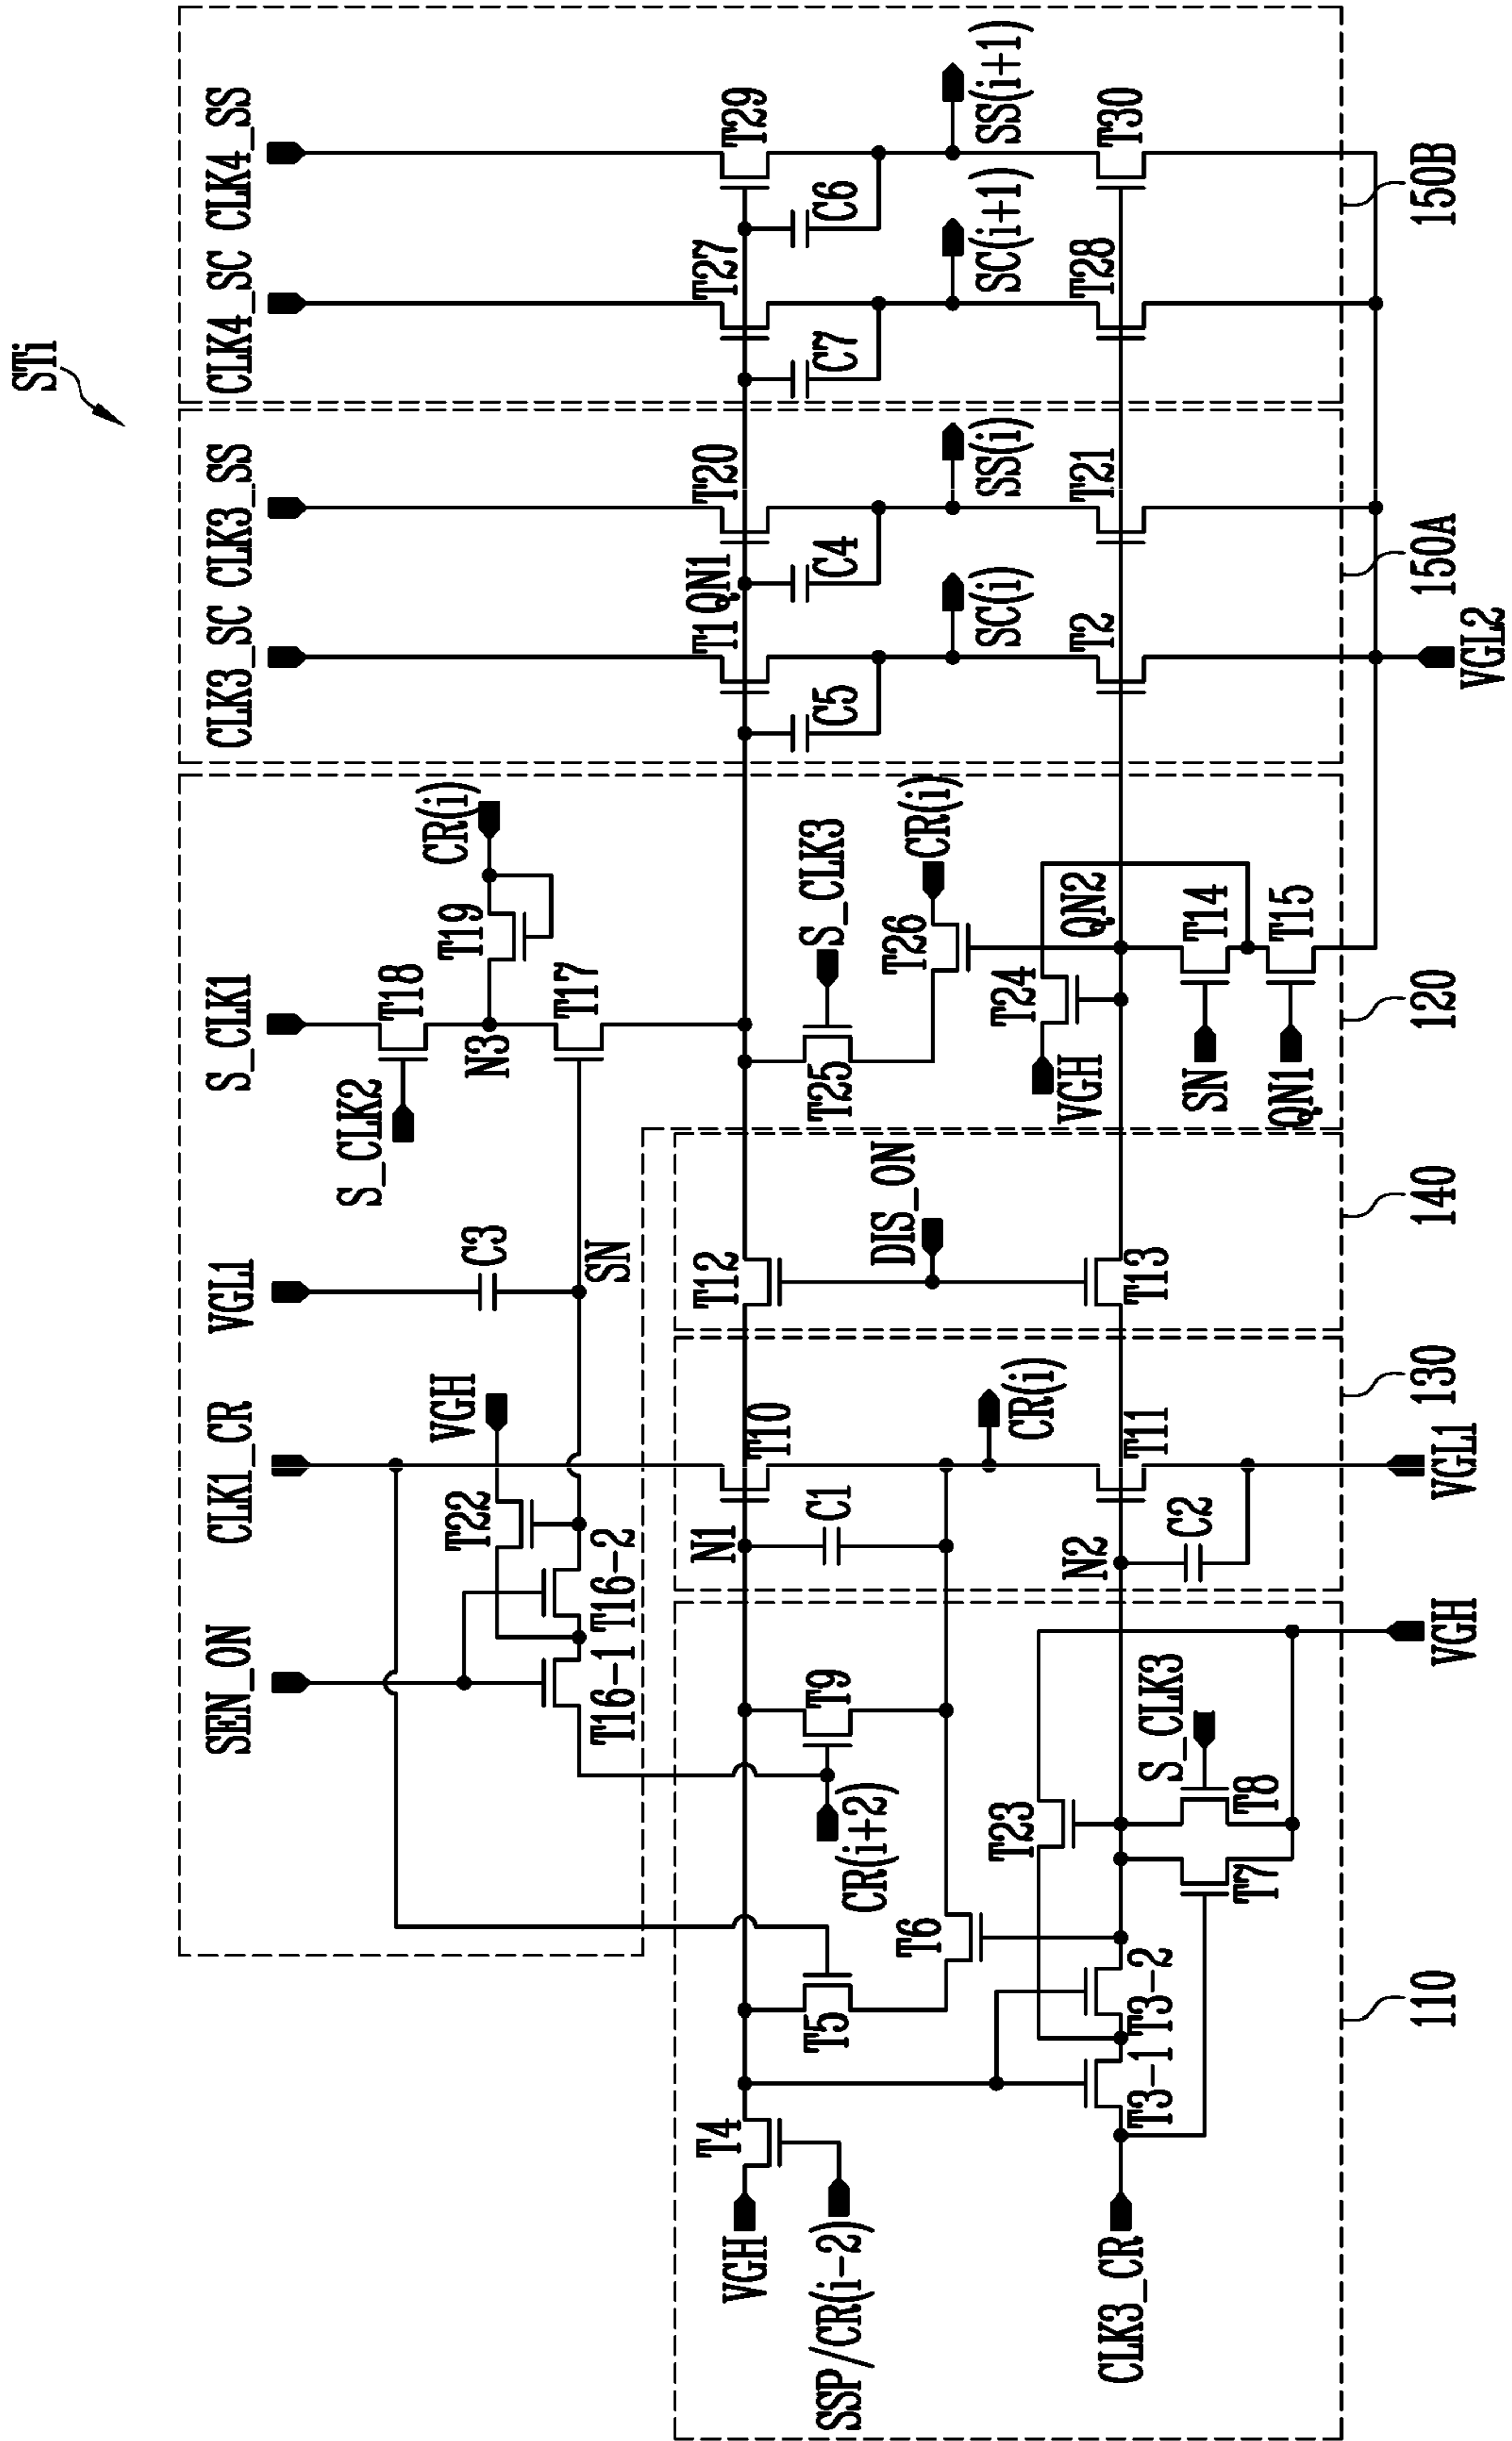 STi
SEN_ON
CLK1_CR
VGL1
S_CLK1
CLK3_SC
CLK3_SS
CLK4_SC
CLK4_SS
S_CLK2
T18
T19
CR(i)
N3
T17
VGH
T22
C3
SN
T16-1
T16-2
VGH
T4
N1
T10
T12
T1
QN1
T20
T27
T29
SSP/CR(i-2)
T5
T9
C1
CR(i+2)
T6
CR(i)
DIS_ON
T25
S_CLK3
T26
CR(i)
C5
C4
C7
C6
SC(i)
SS(i)
SC(i+1)
SS(i+1)
T23
N2
T24
VGH
QN2
CLK3_CR
T3-1
T3-2
T11
T13
T2
T21
T28
T30
S_CLK3
T7
T8
C2
SN
T14
QN1
T15
VGH
VGL1
VGL2
110
130
140
120
150A
150B